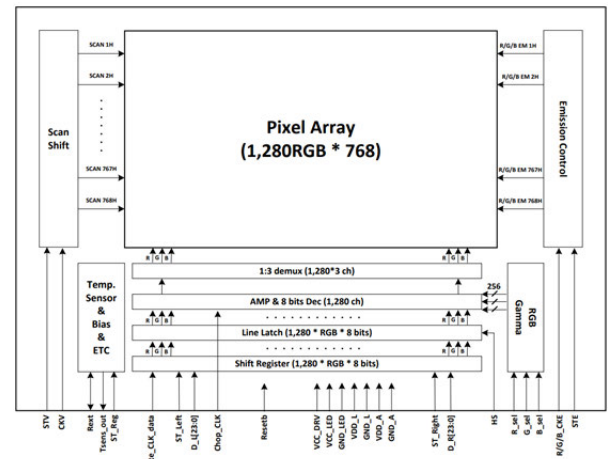 SCAN 1H
R/G/B EM 1H
SCAN 2H
R/G/B EM 2H
Pixel Array
(1,280RGB * 768)
Scan
Shift
Emission Control
SCAN 767H
R/G/B EM 767H
SCAN 768H
R/G/B EM 768H
R G B
R G B
1:3 demux (1,280*3 ch)
Temp.
Sensor
&
Bias
&
ETC
256
RGB
Gamma
AMP & 8 bits Dec (1,280 ch)
R G B
R G B
Line Latch (1,280 * RGB * 8 bits)
R G B
R G B
Shift Register (1,280 * RGB * 8 bits)
STV
CKV
Rext
Tsens_out
ST_Reg
e_CLK_data
ST_Left
D_L[23:0]
Chop_CLK
Resetb
VCC_DRV
VCC_LED
GND_LED
VDD_L
GND_L
VDD_A
GND_A
ST_Right
D_R[23:0]
HS
R_sel
G_sel
B_sel
R/G/B_CKE
STE